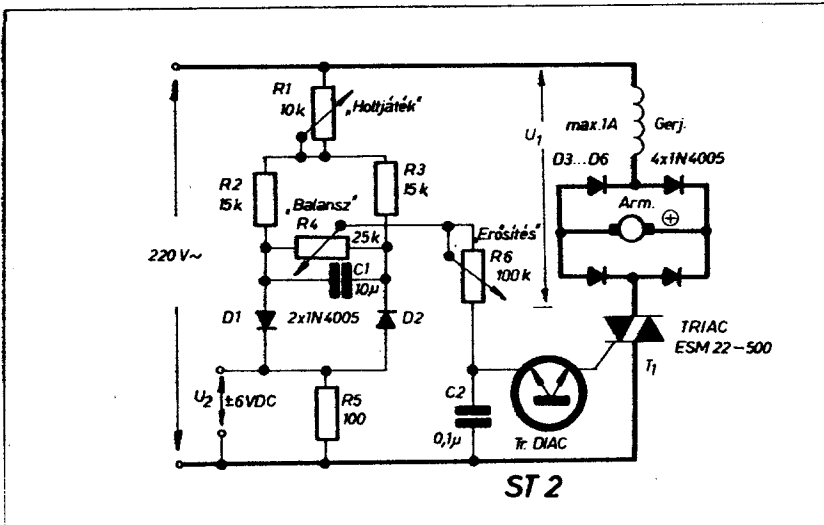 R1
10k
„Holtjáték"
R2
15k
R3
15k
„Balansz"
R4
25k
C1
10µ
D1
2x1N4005
D2
220 V~
U2
±6VDC
R5
100
„Erősítés"
R6
100k
C2
0,1µ
Tr. DIAC
U1
max.1A
Gerj.
D3...D6
4x1N4005
Arm.
+
TRIAC
ESM 22-500
T1
ST 2